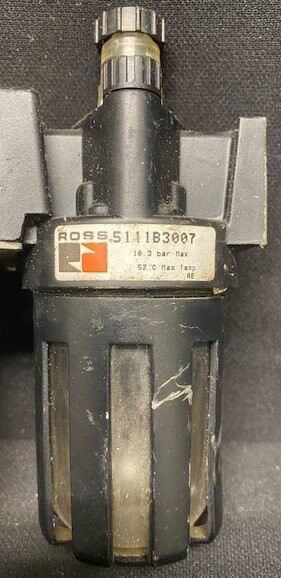 ROSS 5111B3007
10.3 bar Max
52°C Max Temp
AE